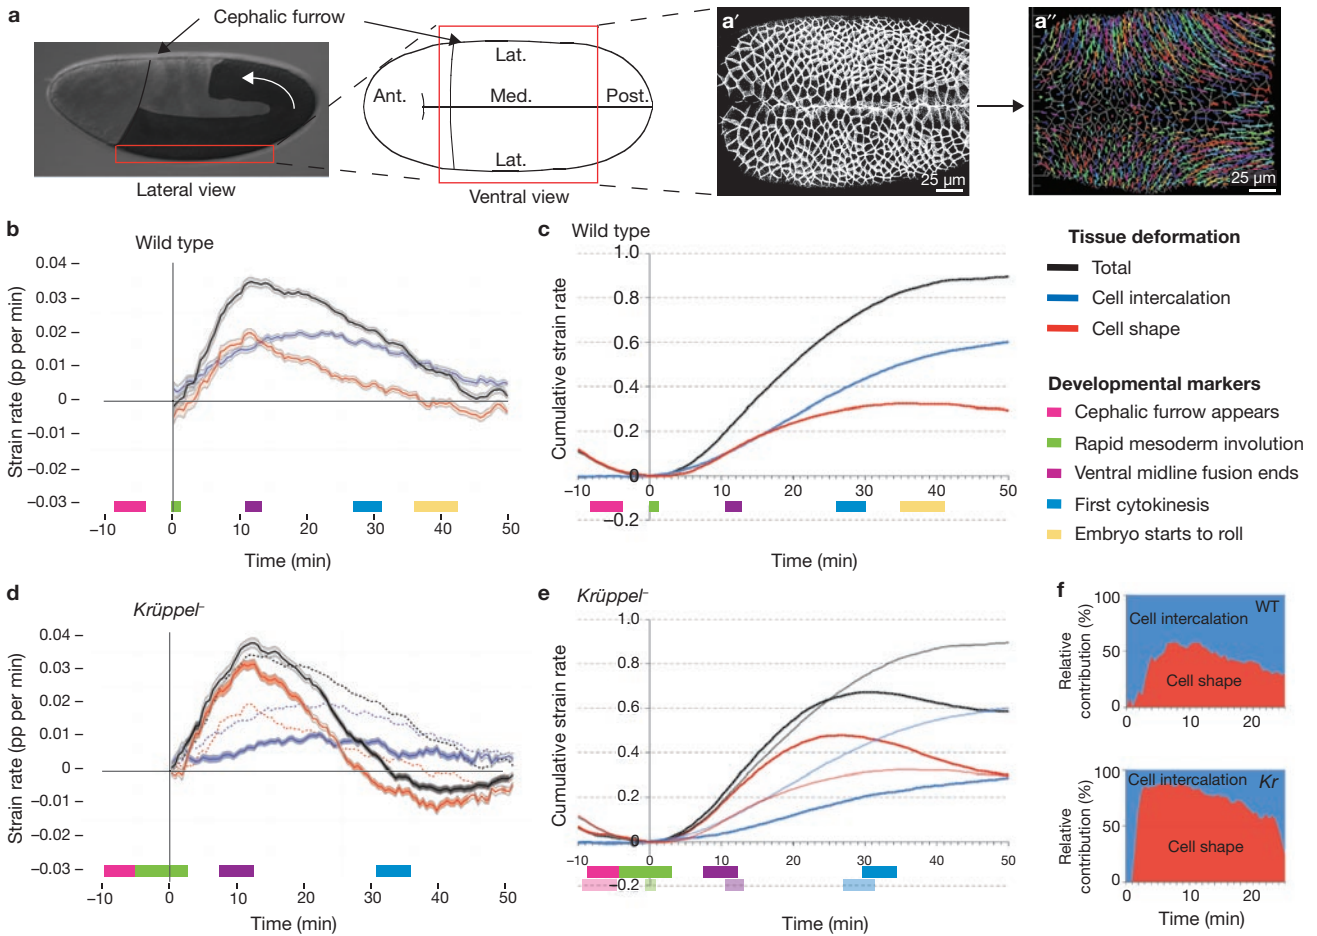 a
Cephalic furrow
Lateral view
Lat.
Ant.
Med.
Post.
Lat.
Ventral view
a′
25 µm
a″
25 µm
b
Wild type
Strain rate (pp per min)
0.04
0.03
0.02
0.01
0
–0.01
–0.02
–0.03
–10 0 10 20 30 40 50
Time (min)
c
Wild type
Cumulative strain rate
1.0
0.8
0.6
0.4
0.2
0
–0.2
–10 0 10 20 30 40 50
Time (min)
Tissue deformation
Total
Cell intercalation
Cell shape
Developmental markers
Cephalic furrow appears
Rapid mesoderm involution
Ventral midline fusion ends
First cytokinesis
Embryo starts to roll
d
Krüppel–
Strain rate (pp per min)
0.04
0.03
0.02
0.01
0
–0.01
–0.02
–0.03
–10 0 10 20 30 40 50
Time (min)
e
Krüppel–
Cumulative strain rate
1.0
0.8
0.6
0.4
0.2
0
–0.2
–10 0 10 20 30 40 50
Time (min)
f
Relative
contribution (%)
100
50
0
WT
Cell intercalation
Cell shape
0 10 20
Relative
contribution (%)
100
50
0
Cell intercalation Kr
Cell shape
0 10 20
Time (min)